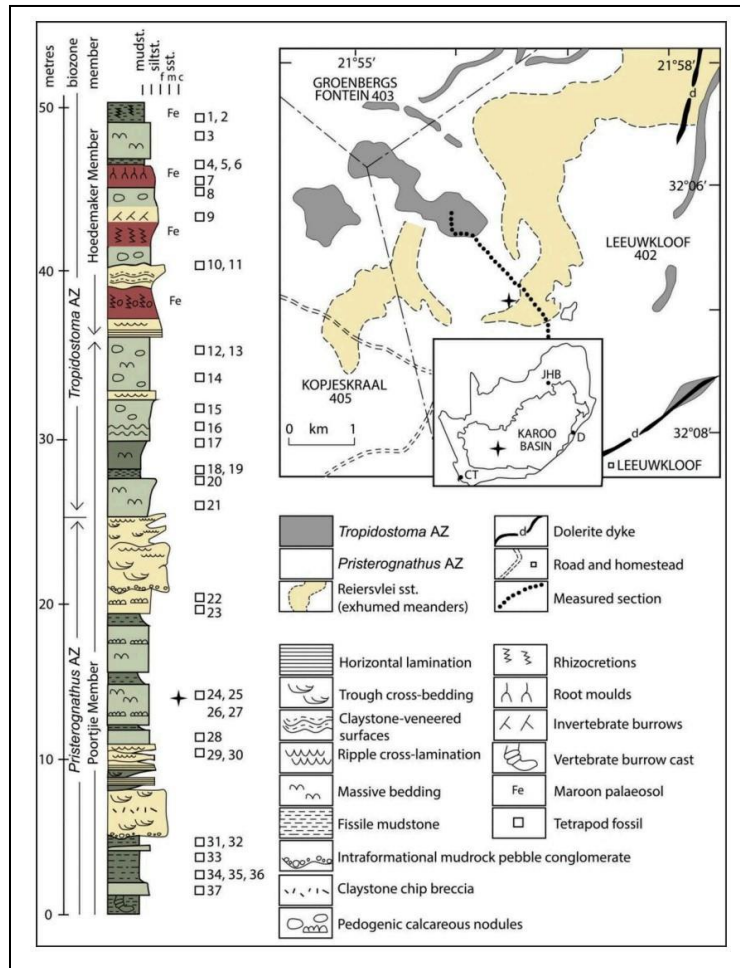 metres
biozone
member
mudst.
siltst.
sst.
f m c
50
40
30
20
10
0
Tropidostoma AZ
Pristerognathus AZ
Hoedemaker Member
Poortjie Member
Fe
1, 2
3
4, 5, 6
Fe
7
8
9
Fe
10, 11
Fe
12, 13
14
15
16
17
18, 19
20
21
22
23
24, 25
26, 27
28
29, 30
31, 32
33
34, 35, 36
37
21°55′
21°58′
GROENBERGS
FONTEIN 403
d
32°06′
LEEUWKLOOF
402
KOPJESKRAAL
405
0 km 1
JHB
KAROO
BASIN
D
CT
d
32°08′
LEEUWKLOOF
Tropidostoma AZ
Pristerognathus AZ
Reiersvlei sst.
(exhumed meanders)
d
Dolerite dyke
Road and homestead
Measured section
Horizontal lamination
Trough cross-bedding
Claystone-veneered
surfaces
Ripple cross-lamination
Massive bedding
Fissile mudstone
Intraformational mudrock pebble conglomerate
Claystone chip breccia
Pedogenic calcareous nodules
Rhizocretions
Root moulds
Invertebrate burrows
Vertebrate burrow cast
Fe
Maroon palaeosol
Tetrapod fossil